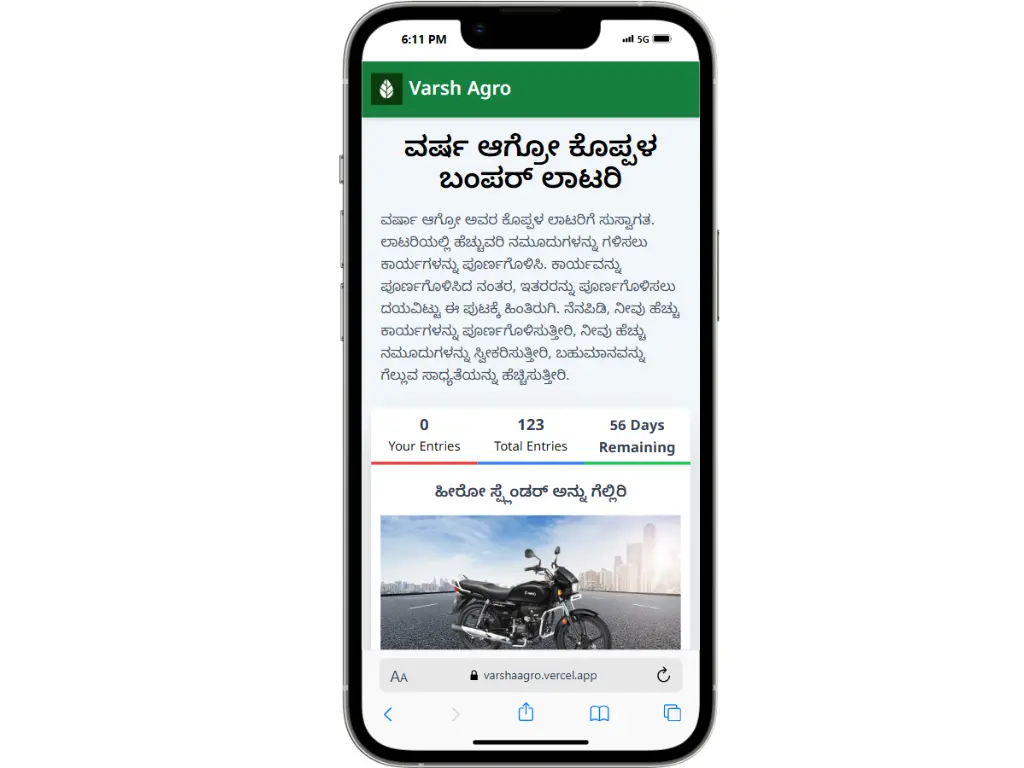 6:11 PM
5G
Varsh Agro
ವರ್ಷ ಆಗ್ರೋ ಕೊಪ್ಪಳ
ಬಂಪರ್ ಲಾಟರಿ
ವರ್ಷಾ ಆಗ್ರೋ ಅವರ ಕೊಪ್ಪಳ ಲಾಟರಿಗೆ ಸುಸ್ವಾಗತ.
ಲಾಟರಿಯಲ್ಲಿ ಹೆಚ್ಚುವರಿ ನಮೂದುಗಳನ್ನು ಗಳಿಸಲು
ಕಾರ್ಯಗಳನ್ನು ಪೂರ್ಣಗೊಳಿಸಿ. ಕಾರ್ಯವನ್ನು
ಪೂರ್ಣಗೊಳಿಸಿದ ನಂತರ, ಇತರರನ್ನು ಪೂರ್ಣಗೊಳಿಸಲು
ದಯವಿಟ್ಟು ಈ ಪುಟಕ್ಕೆ ಹಿಂತಿರುಗಿ. ನೆನಪಿಡಿ, ನೀವು ಹೆಚ್ಚು
ಕಾರ್ಯಗಳನ್ನು ಪೂರ್ಣಗೊಳಿಸುತ್ತೀರಿ, ನೀವು ಹೆಚ್ಚು
ನಮೂದುಗಳನ್ನು ಸ್ವೀಕರಿಸುತ್ತೀರಿ, ಬಹುಮಾನವನ್ನು
ಗೆಲ್ಲುವ ಸಾಧ್ಯತೆಯನ್ನು ಹೆಚ್ಚಿಸುತ್ತೀರಿ.
0 123 56 Days
Your Entries Total Entries Remaining
ಹೀರೋ ಸ್ಪ್ಲೆಂಡರ್ ಅನ್ನು ಗೆಲ್ಲಿರಿ
AA varshaagro.vercel.app